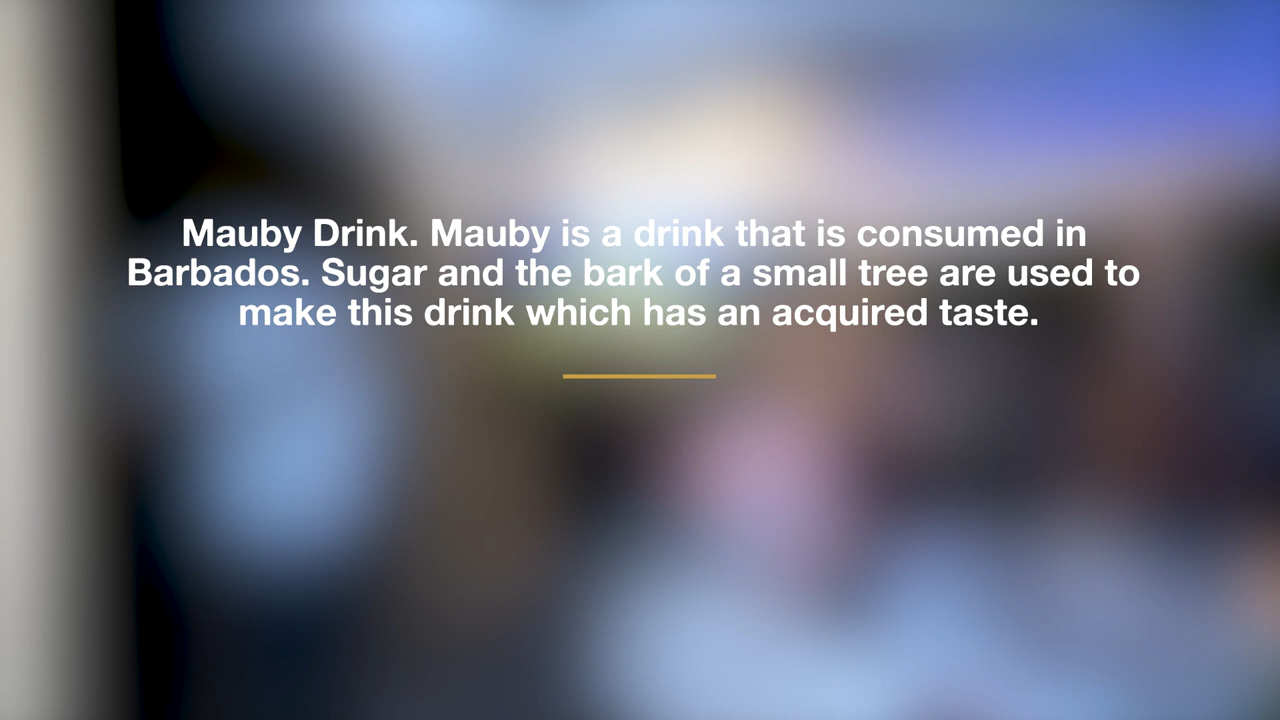 Mauby Drink. Mauby is a drink that is consumed in
Barbados. Sugar and the bark of a small tree are used to
make this drink which has an acquired taste.